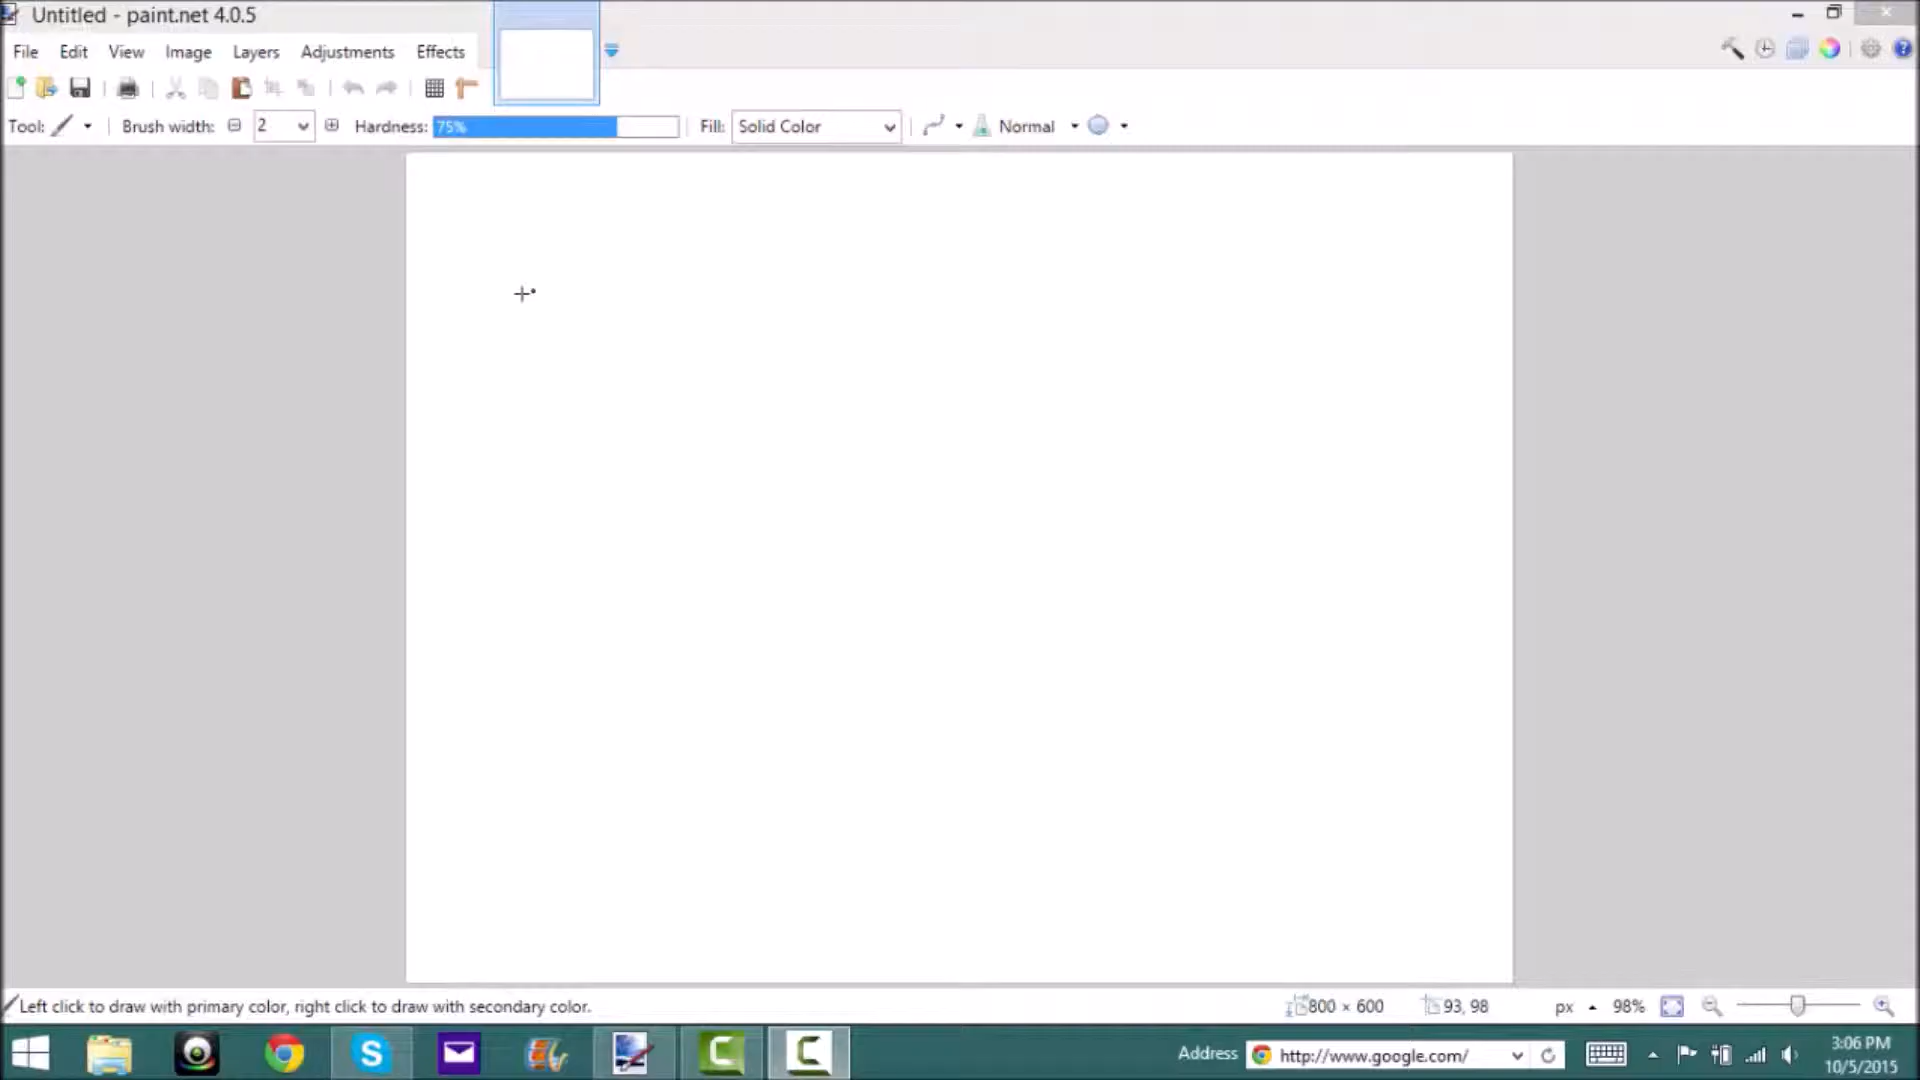 Untitled - paint.net 4.0.5
File Edit View Image Layers Adjustments Effects
Tool: Brush width: 2 Hardness: 75% Fill: Solid Color Normal
Left click to draw with primary color, right click to draw with secondary color. 800 × 600 93, 98 px 98%
Address http://www.google.com/ 3:06 PM
10/5/2015